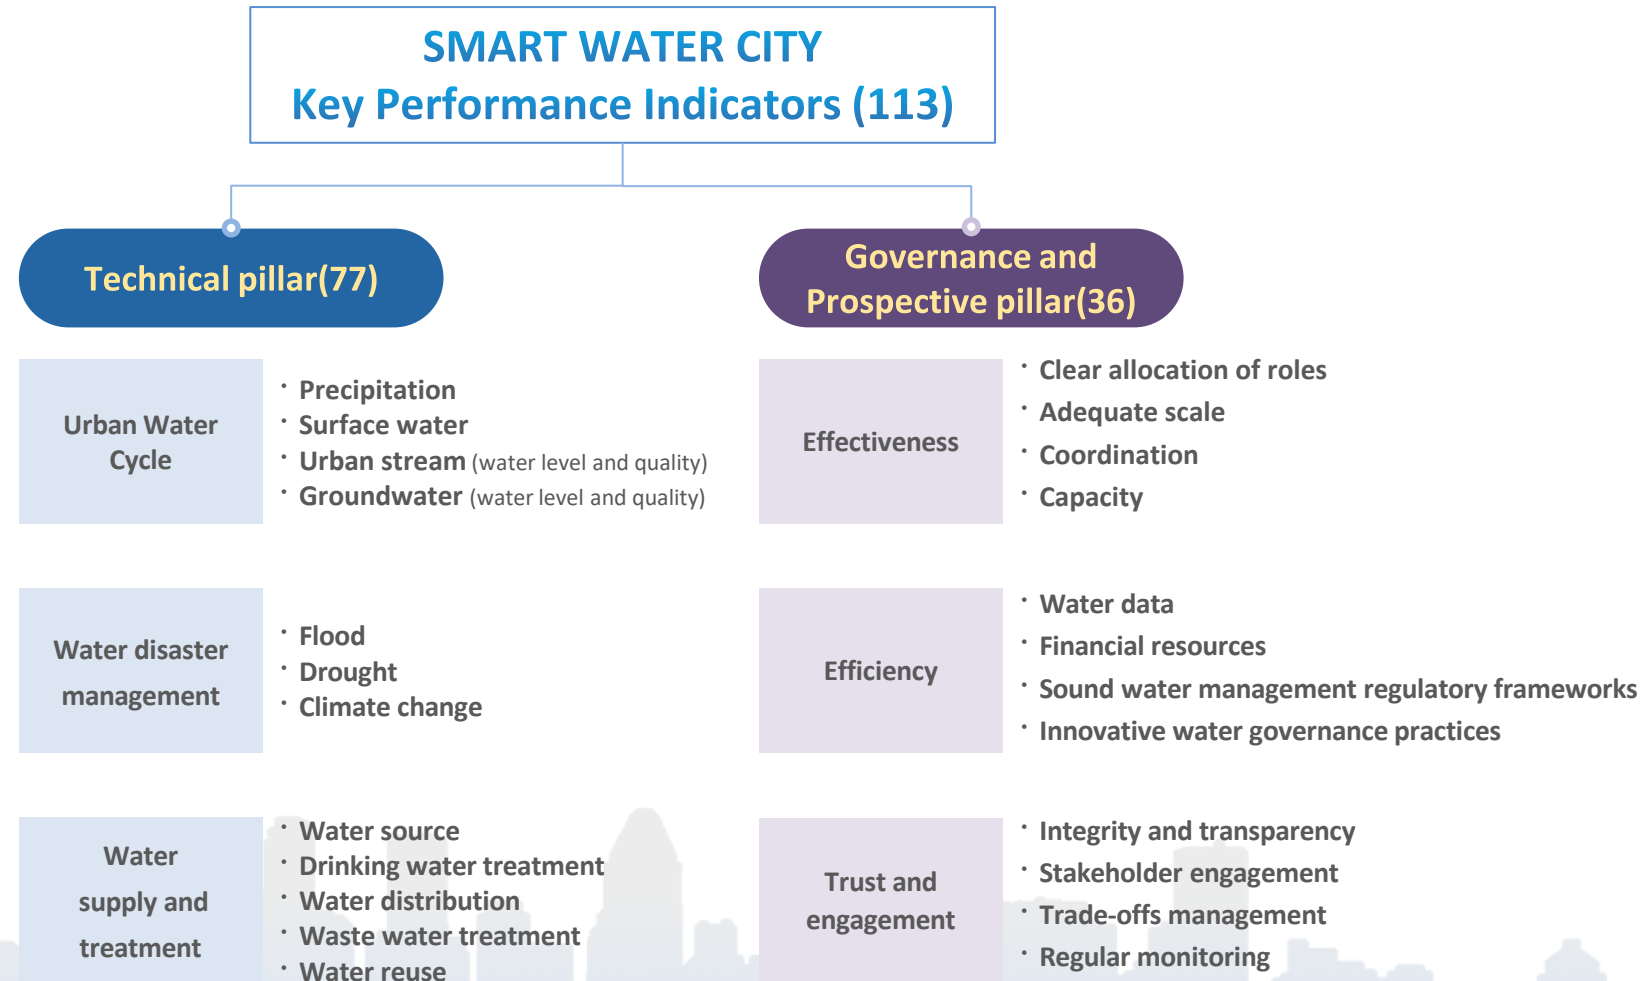 SMART WATER CITY
Key Performance Indicators (113)
Technical pillar(77)
Urban Water
Cycle
· Precipitation
· Surface water
· Urban stream (water level and quality)
· Groundwater (water level and quality)
Water disaster
management
· Flood
· Drought
· Climate change
Water
supply and
treatment
· Water source
· Drinking water treatment
· Water distribution
· Waste water treatment
· Water reuse
Governance and
Prospective pillar(36)
Effectiveness
· Clear allocation of roles
· Adequate scale
· Coordination
· Capacity
Efficiency
· Water data
· Financial resources
· Sound water management regulatory frameworks
· Innovative water governance practices
Trust and
engagement
· Integrity and transparency
· Stakeholder engagement
· Trade-offs management
· Regular monitoring